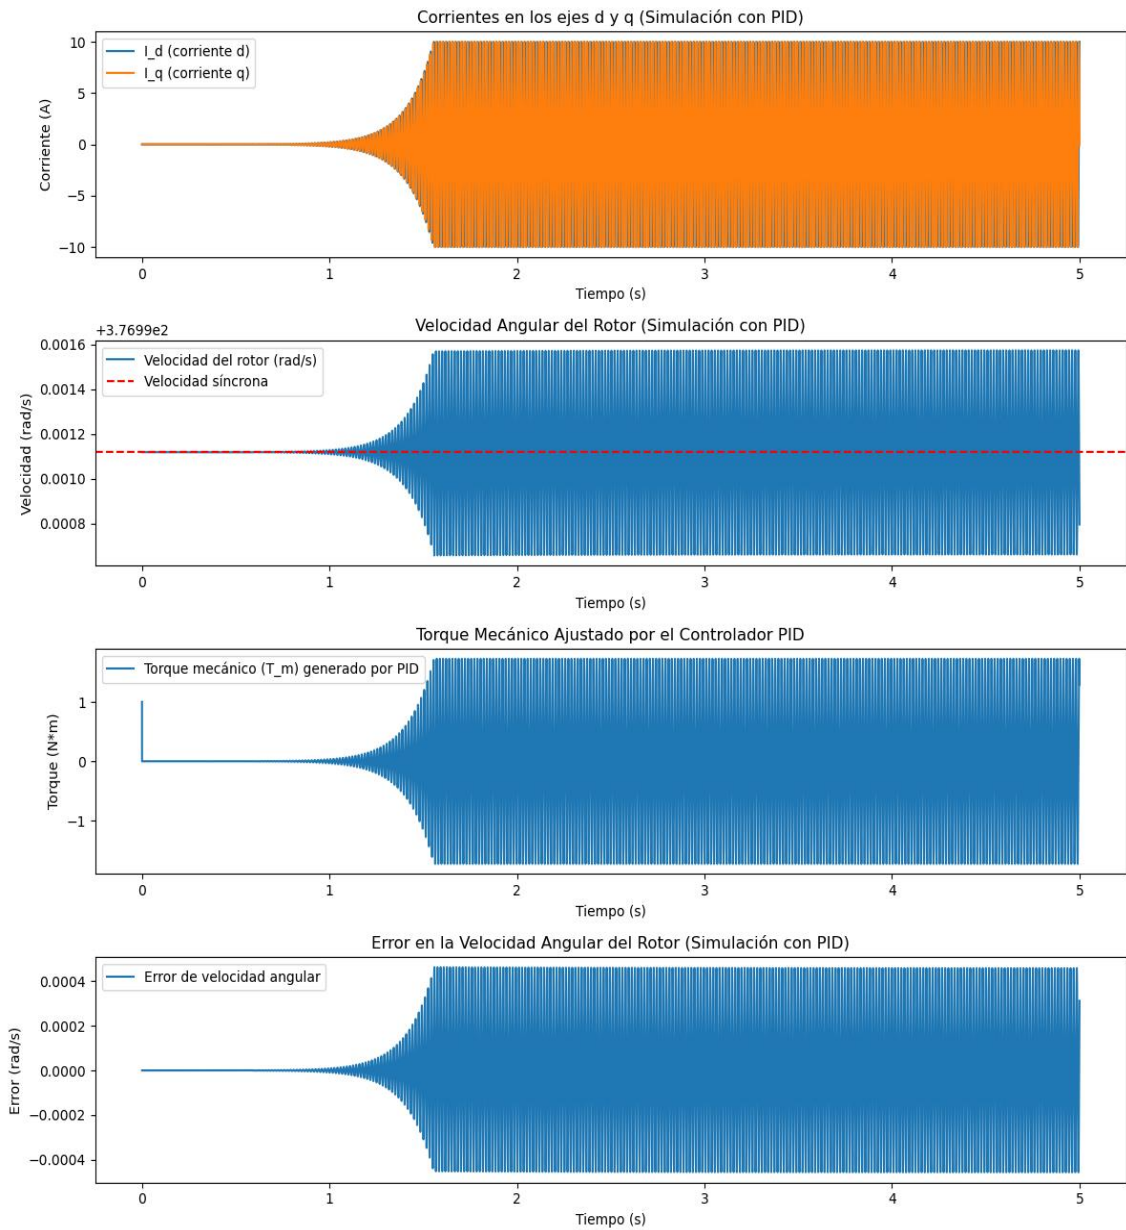 Corrientes en los ejes d y q (Simulación con PID)
10
5
0
−5
−10
Corriente (A)
I_d (corriente d)
I_q (corriente q)
0 1 2 3 4 5
Tiempo (s)
+3.7699e2
Velocidad Angular del Rotor (Simulación con PID)
0.0016
0.0014
0.0012
0.0010
0.0008
Velocidad (rad/s)
Velocidad del rotor (rad/s)
Velocidad síncrona
0 1 2 3 4 5
Tiempo (s)
Torque Mecánico Ajustado por el Controlador PID
1
0
−1
Torque (N*m)
Torque mecánico (T_m) generado por PID
0 1 2 3 4 5
Tiempo (s)
Error en la Velocidad Angular del Rotor (Simulación con PID)
0.0004
0.0002
0.0000
−0.0002
−0.0004
Error (rad/s)
Error de velocidad angular
0 1 2 3 4 5
Tiempo (s)